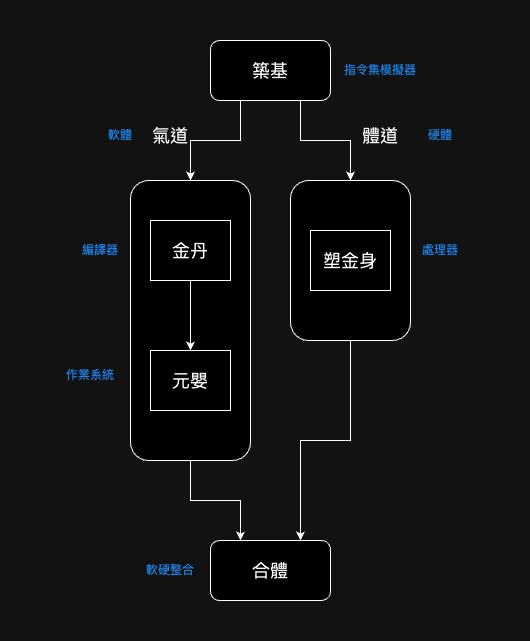 築基
指令集模擬器
軟體
氣道
體道
硬體
編譯器
金丹
塑金身
處理器
作業系統
元嬰
軟硬整合
合體